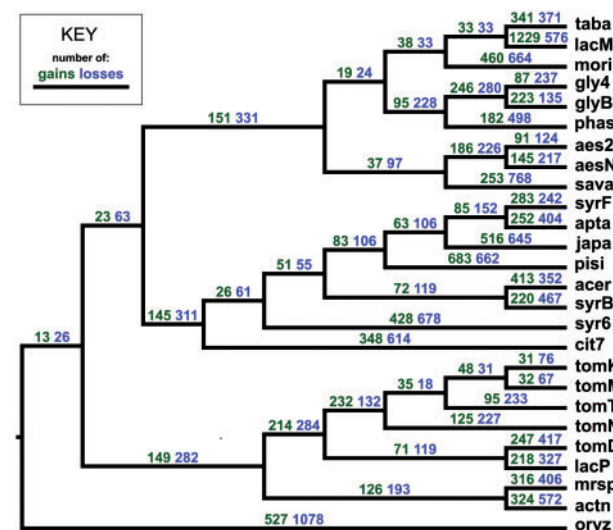 KEY
number of:
gains losses
341 371 taba
33 33
1229 576 lacM
38 33
460 664 mori
19 24
87 237 gly4
246 280
223 135 glyB
95 228
182 498 phas
151 331
91 124 aes2
186 226
145 217 aesN
37 97
253 768 sava
283 242 syrF
85 152
23 63
63 106
252 404 apta
83 106
516 645 japa
51 55
683 662 pisi
413 352 acer
26 61
72 119
220 467 syrB
145 311
428 678 syr6
13 26
348 614 cit7
31 76 tomK
48 31
32 67 tomM
35 18
95 233 tomT
232 132
214 284
125 227 tomN
247 417 tomD
71 119
149 282
218 327 lacP
316 406 mrsp
126 193
324 572 actn
527 1078 oryz